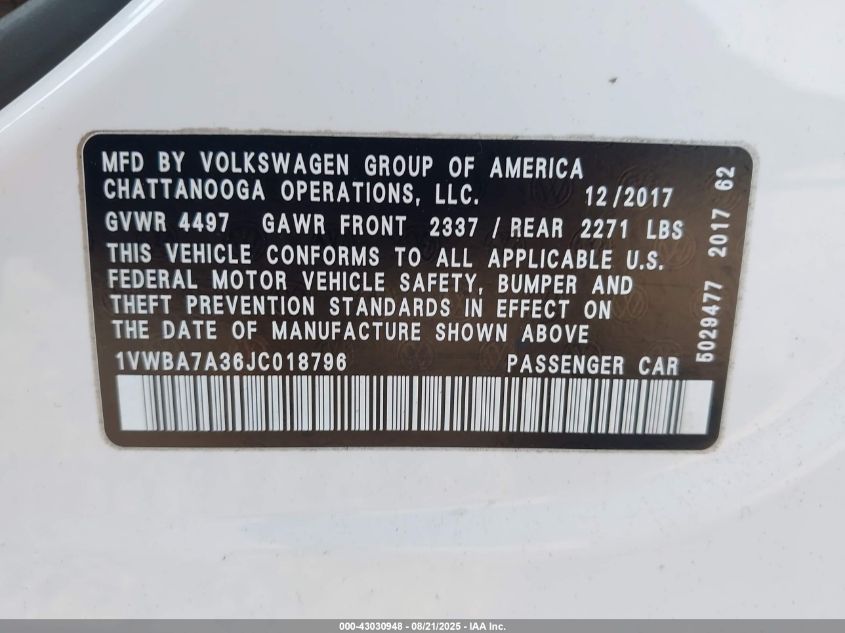 MFD BY VOLKSWAGEN GROUP OF AMERICA
CHATTANOOGA OPERATIONS, LLC. 12/2017
GVWR 4497 GAWR FRONT 2337 / REAR 2271 LBS
THIS VEHICLE CONFORMS TO ALL APPLICABLE U.S.
FEDERAL MOTOR VEHICLE SAFETY, BUMPER AND
THEFT PREVENTION STANDARDS IN EFFECT ON
THE DATE OF MANUFACTURE SHOWN ABOVE
1VWBA7A36JC018796 PASSENGER CAR
5029477 2017 62
000-43030948 - 08/21/2025 - IAA Inc.